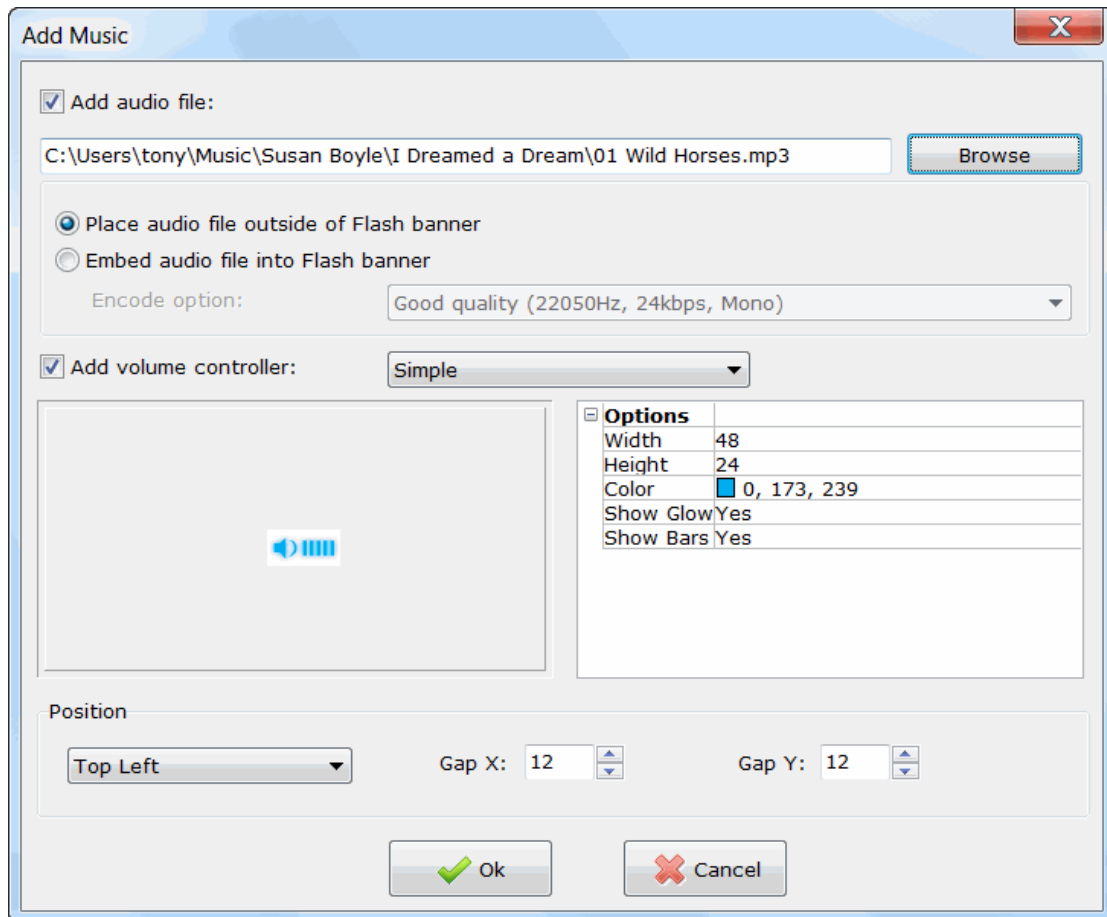 Add Music
Add audio file:
C:\Users\tony\Music\Susan Boyle\I Dreamed a Dream\01 Wild Horses.mp3 Browse
Place audio file outside of Flash banner
Embed audio file into Flash banner
Encode option: Good quality (22050Hz, 24kbps, Mono)
Add volume controller: Simple
Options
Width 48
Height 24
Color 0, 173, 239
Show Glow Yes
Show Bars Yes
Position
Top Left Gap X: 12 Gap Y: 12
Ok Cancel